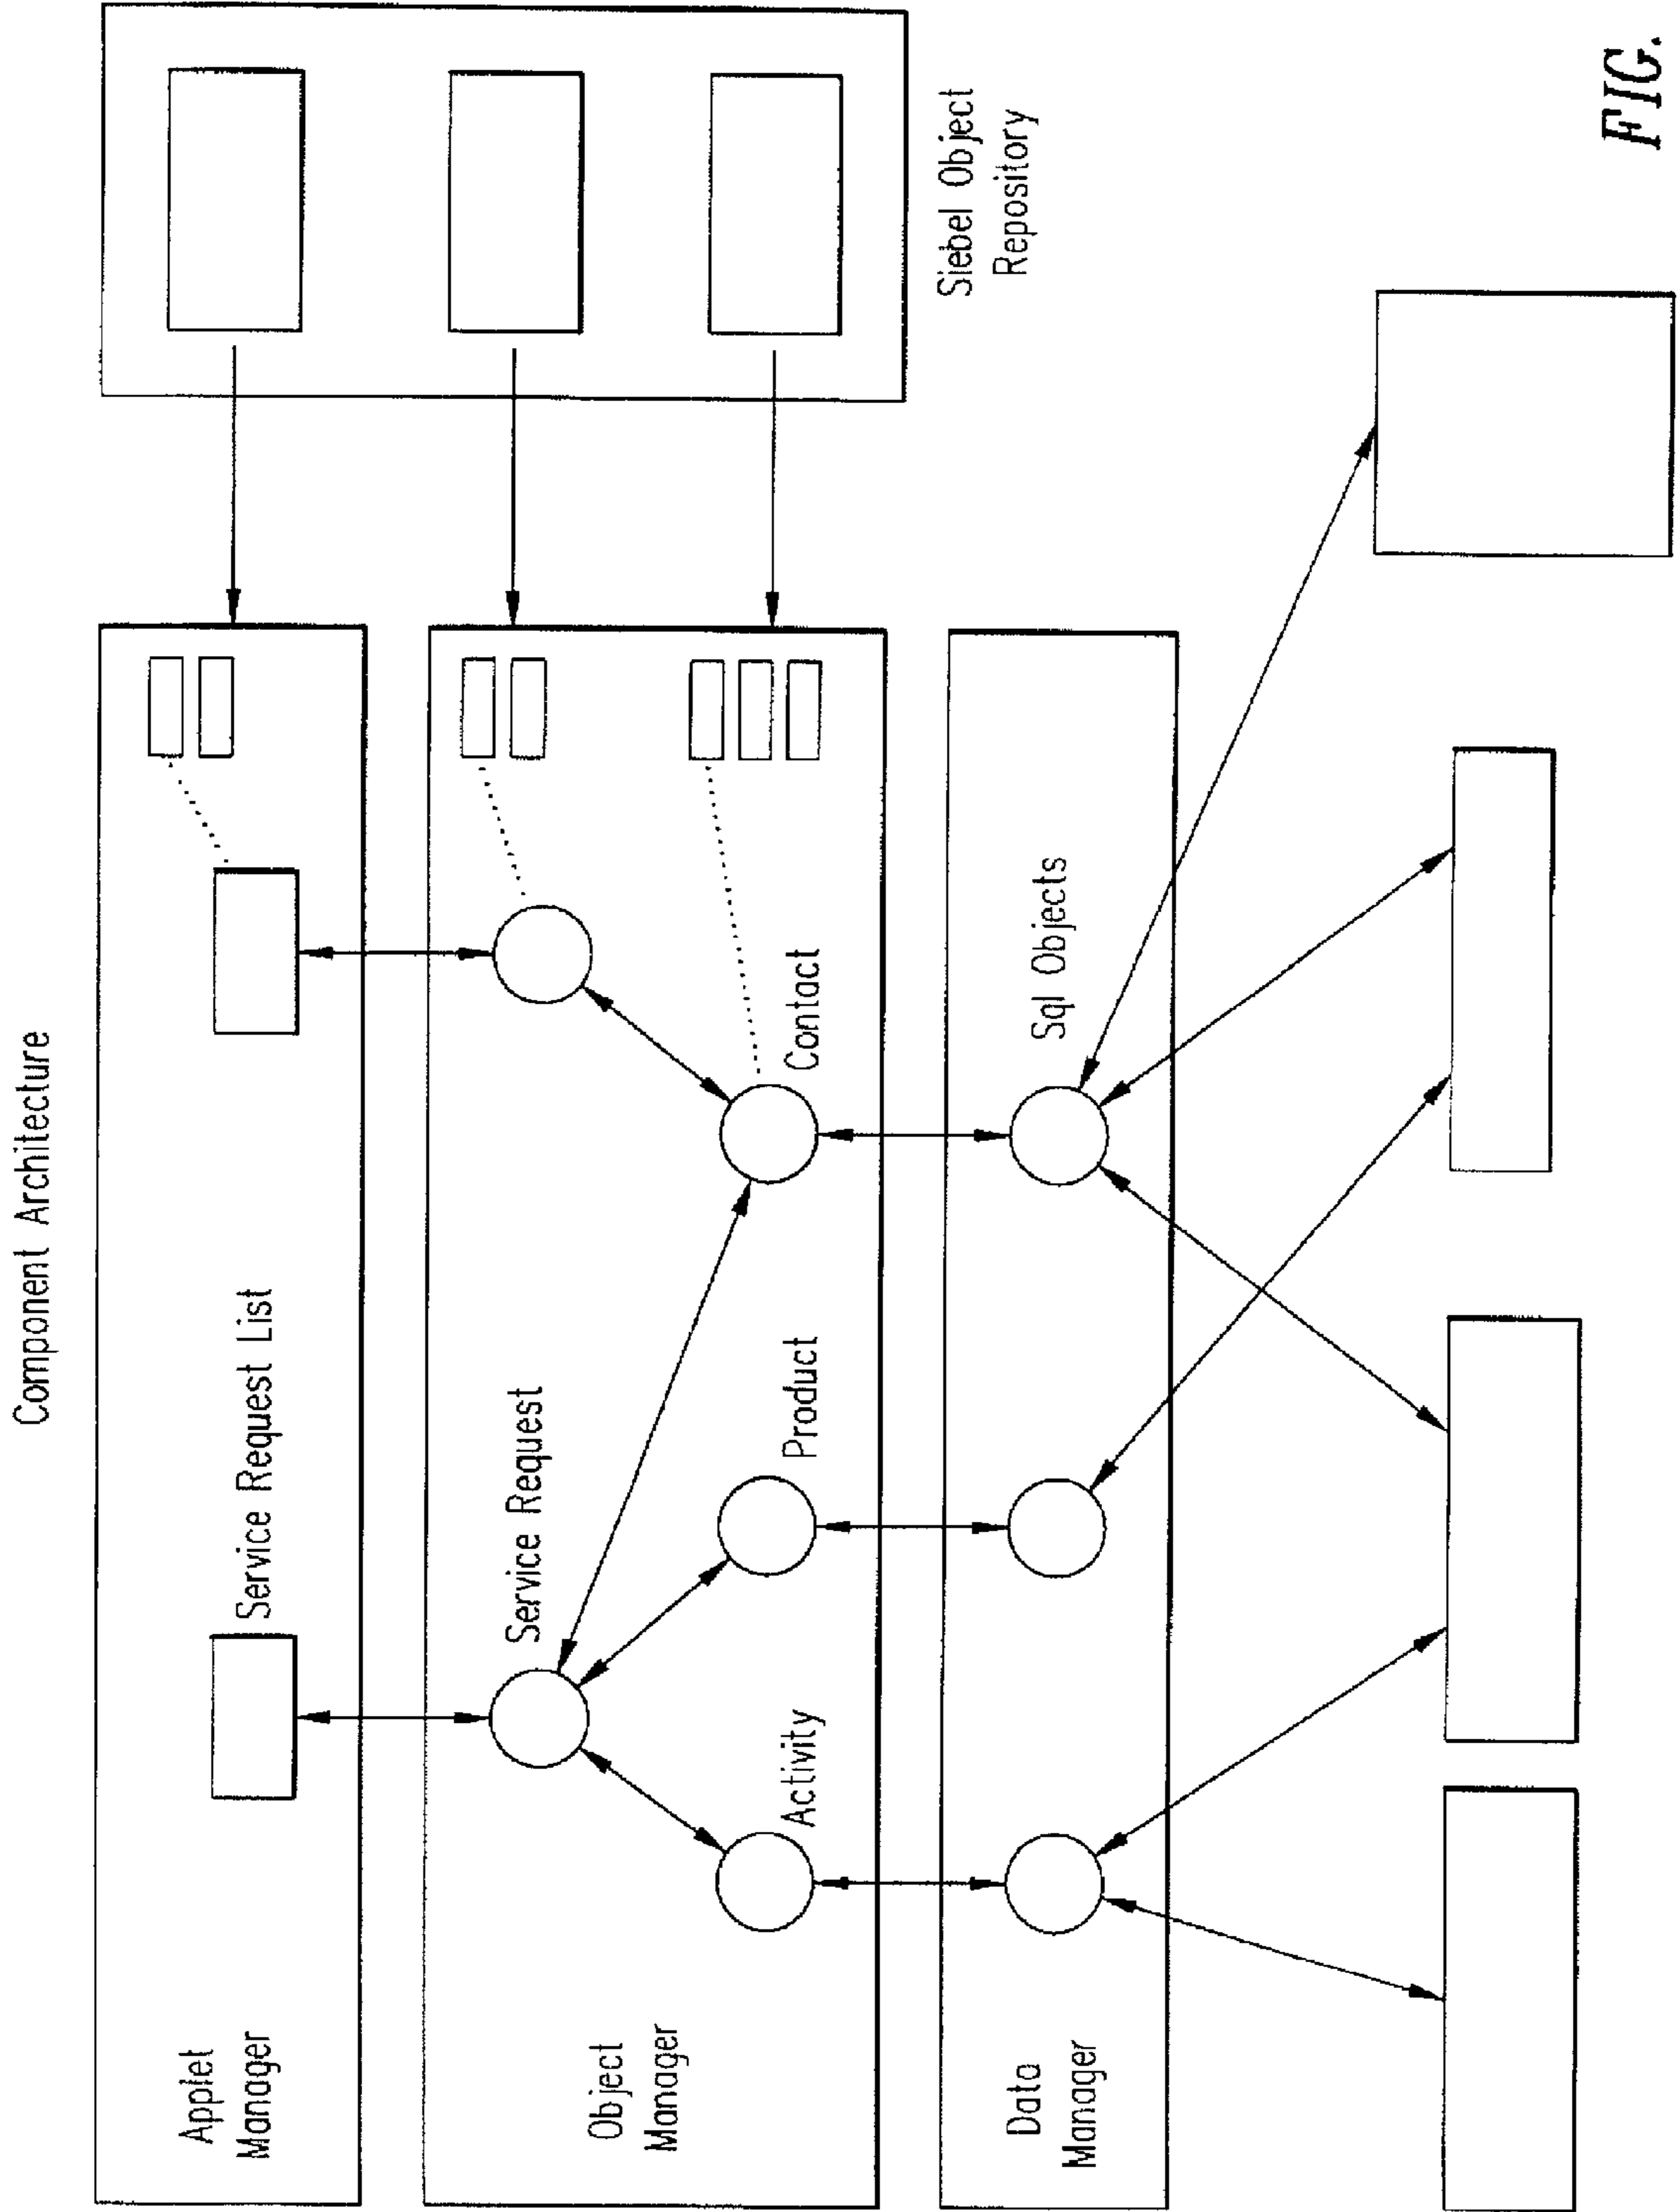 Component Architecture
Applet
Manager
Service Request List
Object
Manager
Service Request
Activity
Product
Contact
Data
Manager
Sql Objects
Siebel Object
Repository
FIG.